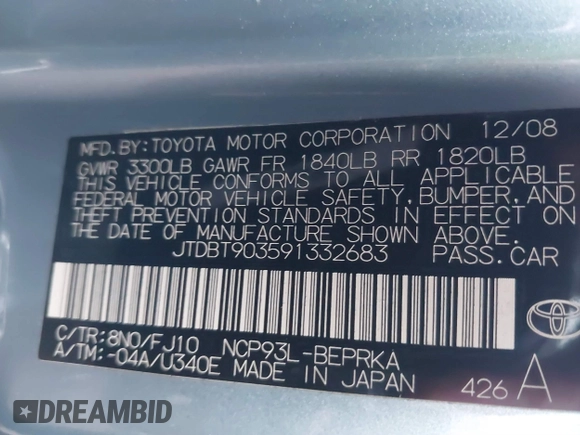 MFD.BY:TOYOTA MOTOR CORPORATION 12/08
GVWR 3300LB GAWR FR 1840LB RR 1820LB
THIS VEHICLE CONFORMS TO ALL APPLICABLE
FEDERAL MOTOR VEHICLE SAFETY,BUMPER,AND
THEFT PREVENTION STANDARDS IN EFFECT ON
THE DATE OF MANUFACTURE SHOWN ABOVE.
JTDBT903591332683 PASS.CAR
C/TR:8N0/FJ10 NCP93L-BEPRKA
A/TM:-04A/U340E MADE IN JAPAN 426 A
DREAMBID